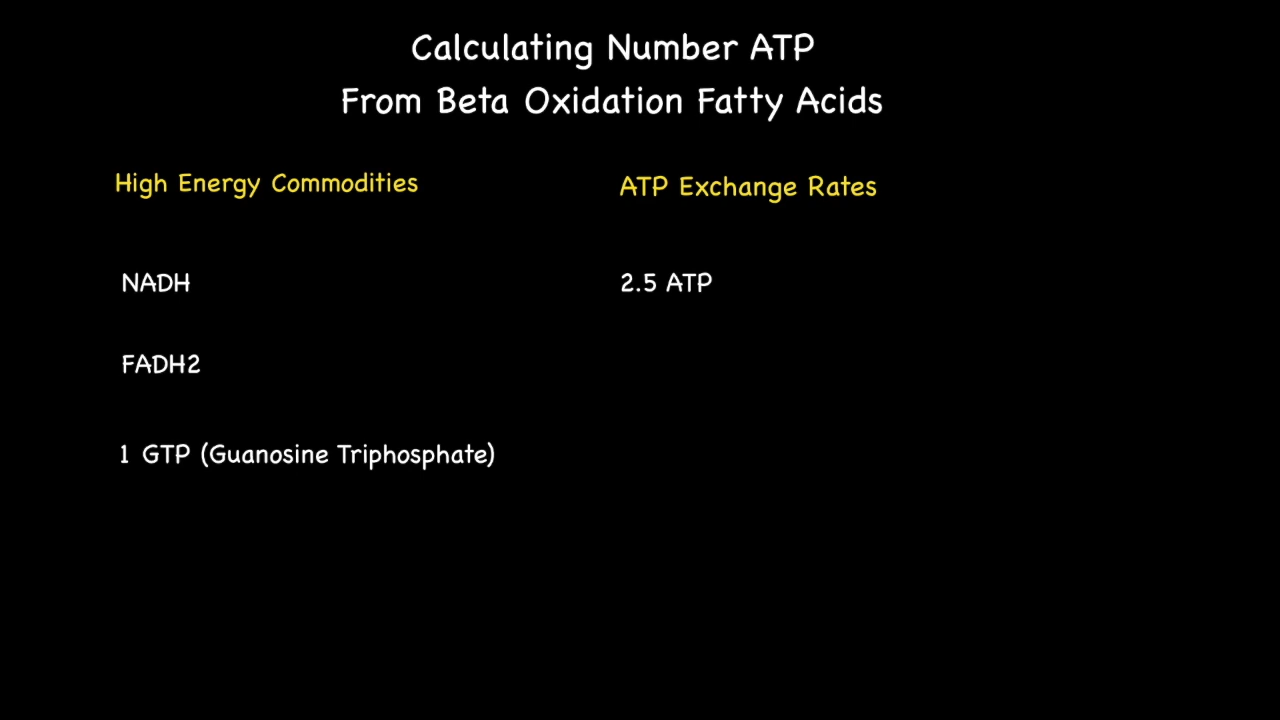 Calculating Number ATP
From Beta Oxidation Fatty Acids
High Energy Commodities
ATP Exchange Rates
NADH
2.5 ATP
FADH2
1 GTP (Guanosine Triphosphate)